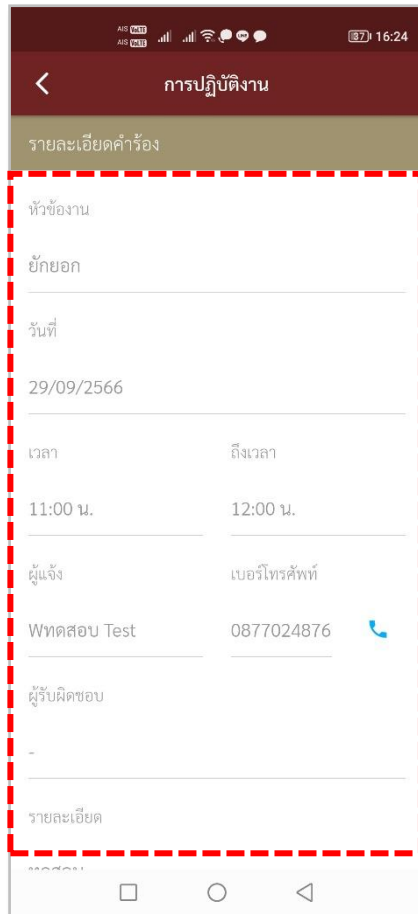 AIS VoLTE
AIS VoLTE
37 16:24
การปฏิบัติงาน
รายละเอียดคำร้อง
หัวข้องาน
ยักยอก
วันที่
29/09/2566
เวลา ถึงเวลา
11:00 น. 12:00 น.
ผู้แจ้ง เบอร์โทรศัพท์
Wทดสอบ Test 0877024876
ผู้รับผิดชอบ
-
รายละเอียด